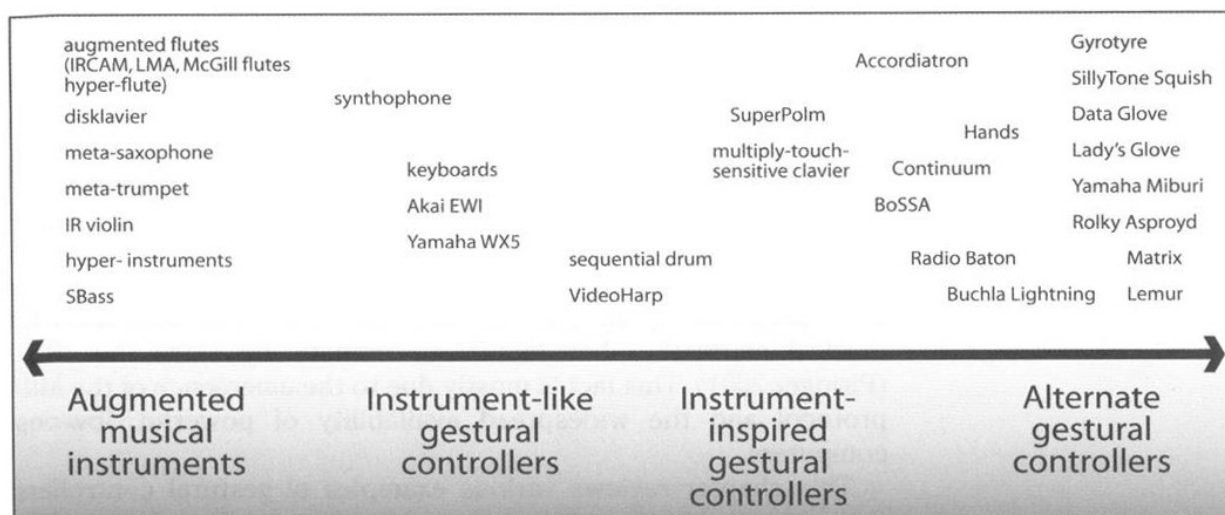 augmented flutes
(IRCAM, LMA, McGill flutes
hyper-flute)
disklavier
meta-saxophone
meta-trumpet
IR violin
hyper- instruments
SBass
synthophone
keyboards
Akai EWI
Yamaha WX5
sequential drum
VideoHarp
SuperPolm
multiply-touch-
sensitive clavier
Accordiatron
Hands
Continuum
BoSSA
Radio Baton
Buchla Lightning
Gyrotyre
SillyTone Squish
Data Glove
Lady's Glove
Yamaha Miburi
Rolky Asproyd
Matrix
Lemur
Augmented
musical
instruments
Instrument-like
gestural
controllers
Instrument-
inspired
gestural
controllers
Alternate
gestural
controllers